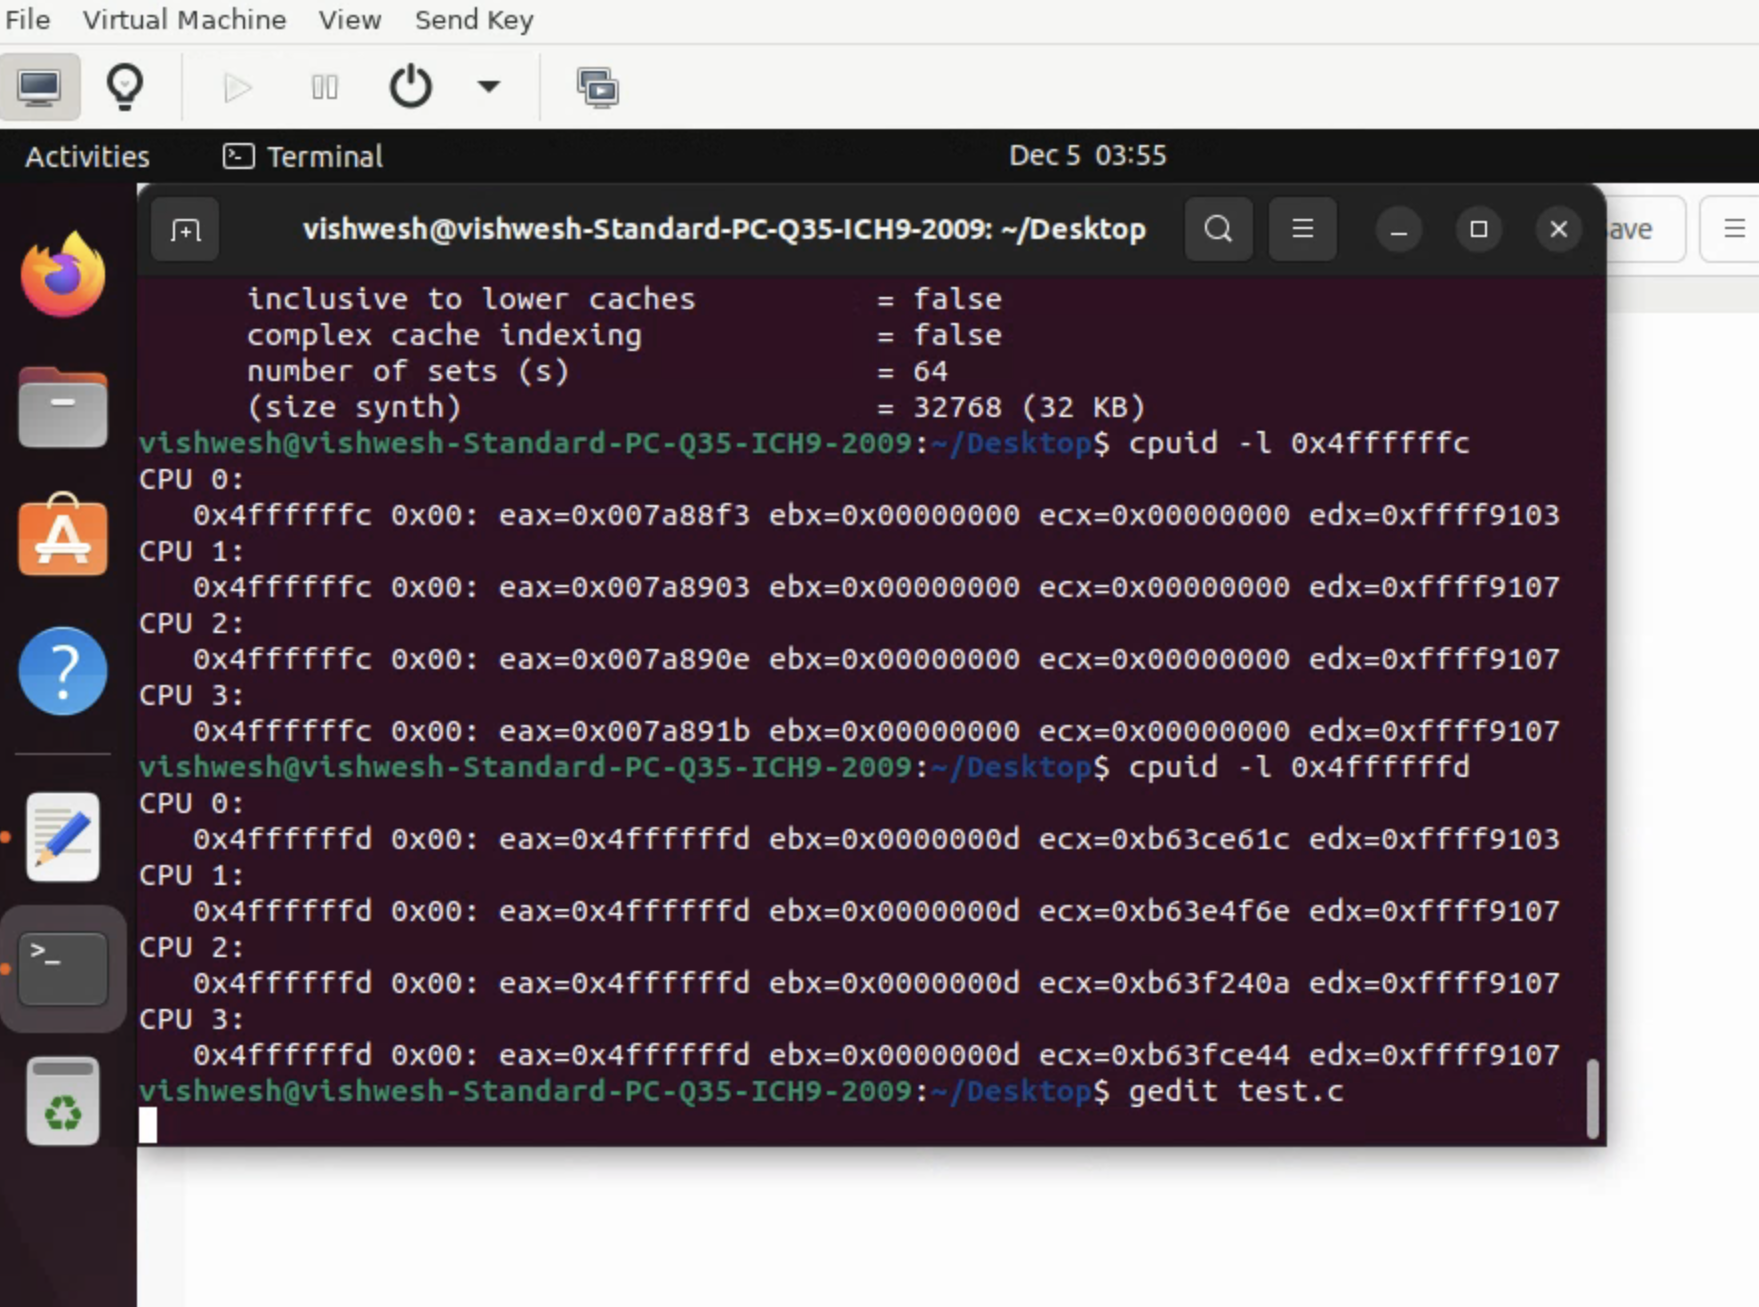 File Virtual Machine View Send Key
Activities Terminal Dec 5 03:55
vishwesh@vishwesh-Standard-PC-Q35-ICH9-2009: ~/Desktop
ave
inclusive to lower caches = false
complex cache indexing = false
number of sets (s) = 64
(size synth) = 32768 (32 KB)
vishwesh@vishwesh-Standard-PC-Q35-ICH9-2009:~/Desktop$ cpuid -l 0x4ffffffc
CPU 0:
0x4ffffffc 0x00: eax=0x007a88f3 ebx=0x00000000 ecx=0x00000000 edx=0xffff9103
CPU 1:
0x4ffffffc 0x00: eax=0x007a8903 ebx=0x00000000 ecx=0x00000000 edx=0xffff9107
CPU 2:
0x4ffffffc 0x00: eax=0x007a890e ebx=0x00000000 ecx=0x00000000 edx=0xffff9107
CPU 3:
0x4ffffffc 0x00: eax=0x007a891b ebx=0x00000000 ecx=0x00000000 edx=0xffff9107
vishwesh@vishwesh-Standard-PC-Q35-ICH9-2009:~/Desktop$ cpuid -l 0x4ffffffd
CPU 0:
0x4ffffffd 0x00: eax=0x4ffffffd ebx=0x0000000d ecx=0xb63ce61c edx=0xffff9103
CPU 1:
0x4ffffffd 0x00: eax=0x4ffffffd ebx=0x0000000d ecx=0xb63e4f6e edx=0xffff9107
CPU 2:
0x4ffffffd 0x00: eax=0x4ffffffd ebx=0x0000000d ecx=0xb63f240a edx=0xffff9107
CPU 3:
0x4ffffffd 0x00: eax=0x4ffffffd ebx=0x0000000d ecx=0xb63fce44 edx=0xffff9107
vishwesh@vishwesh-Standard-PC-Q35-ICH9-2009:~/Desktop$ gedit test.c